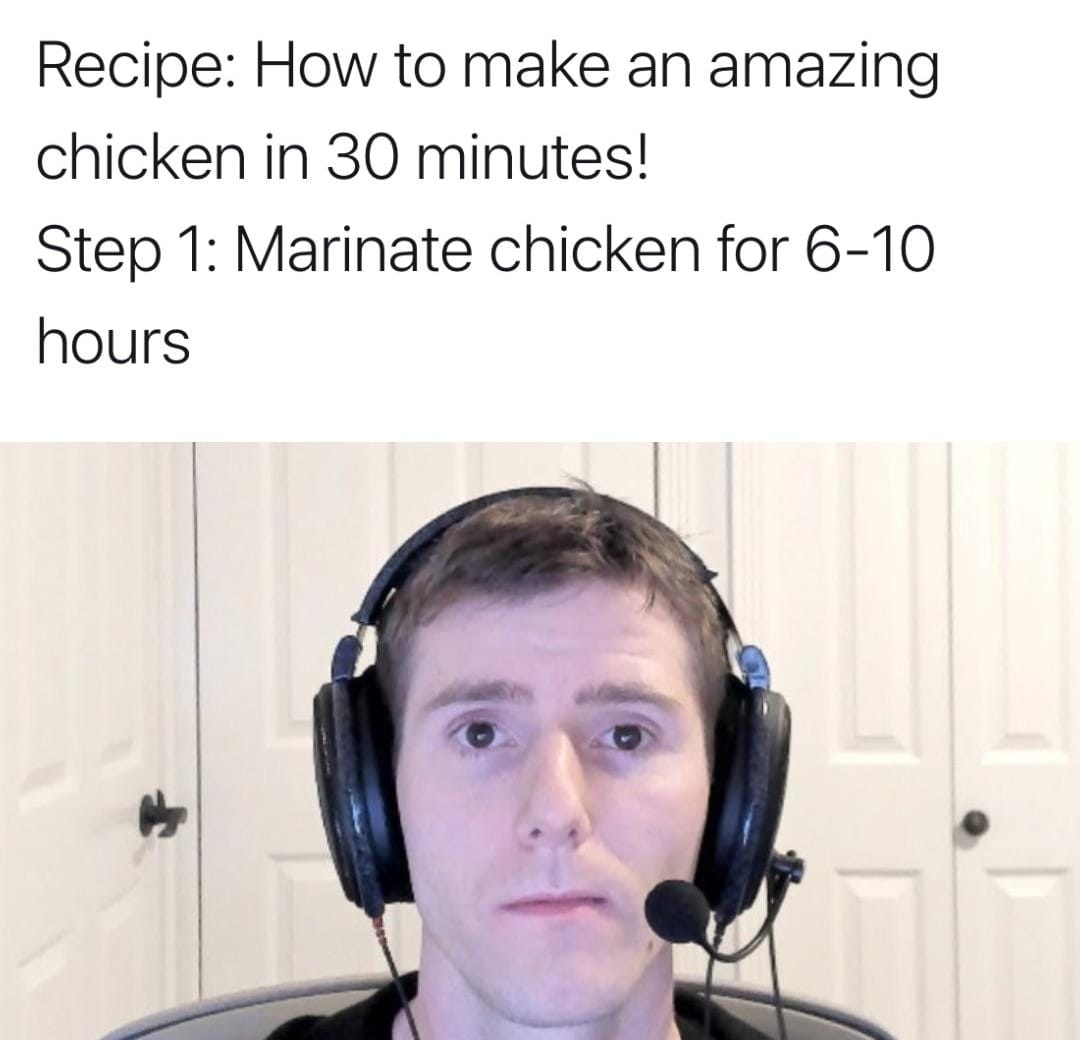 Recipe: How to make an amazing
chicken in 30 minutes!
Step 1: Marinate chicken for 6-10
hours